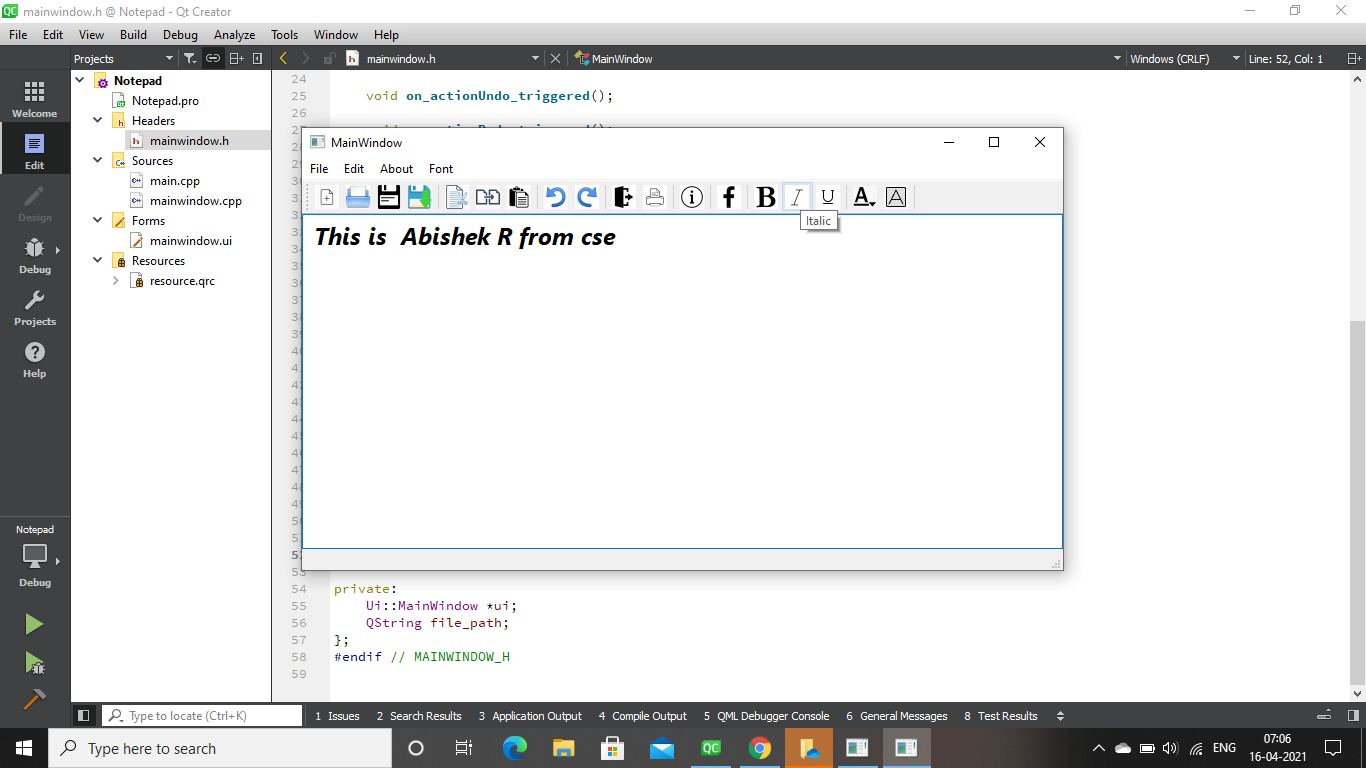 mainwindow.h @ Notepad - Qt Creator
File Edit View Build Debug Analyze Tools Window Help
Projects mainwindow.h MainWindow Windows (CRLF) Line: 52, Col: 1
Welcome
Edit
Design
Debug
Projects
Help
Notepad
Debug
Notepad
Notepad.pro
Headers
mainwindow.h
Sources
main.cpp
mainwindow.cpp
Forms
mainwindow.ui
Resources
resource.qrc
24
25 void on_actionUndo_triggered();
26
MainWindow
File Edit About Font
B I U A A
Italic
This is Abishek R from cse
53
54 private:
55 Ui::MainWindow *ui;
56 QString file_path;
57 };
58 #endif // MAINWINDOW_H
59
Type to locate (Ctrl+K) 1 Issues 2 Search Results 3 Application Output 4 Compile Output 5 QML Debugger Console 6 General Messages 8 Test Results
Type here to search
ENG
07:06
16-04-2021